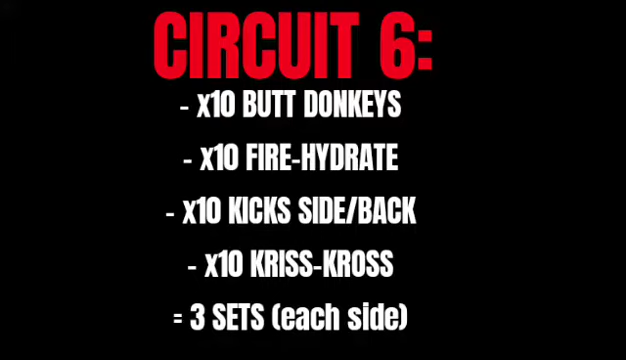 CIRCUIT 6:
- x10 BUTT DONKEYS
- x10 FIRE-HYDRATE
- x10 KICKS SIDE/BACK
- x10 KRISS-KROSS
= 3 SETS (each side)